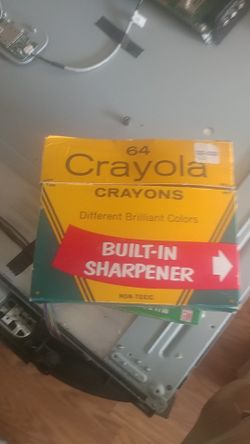 64
Crayola
CRAYONS
Different Brilliant Colors
BUILT-IN
SHARPENER
NON-TOXIC